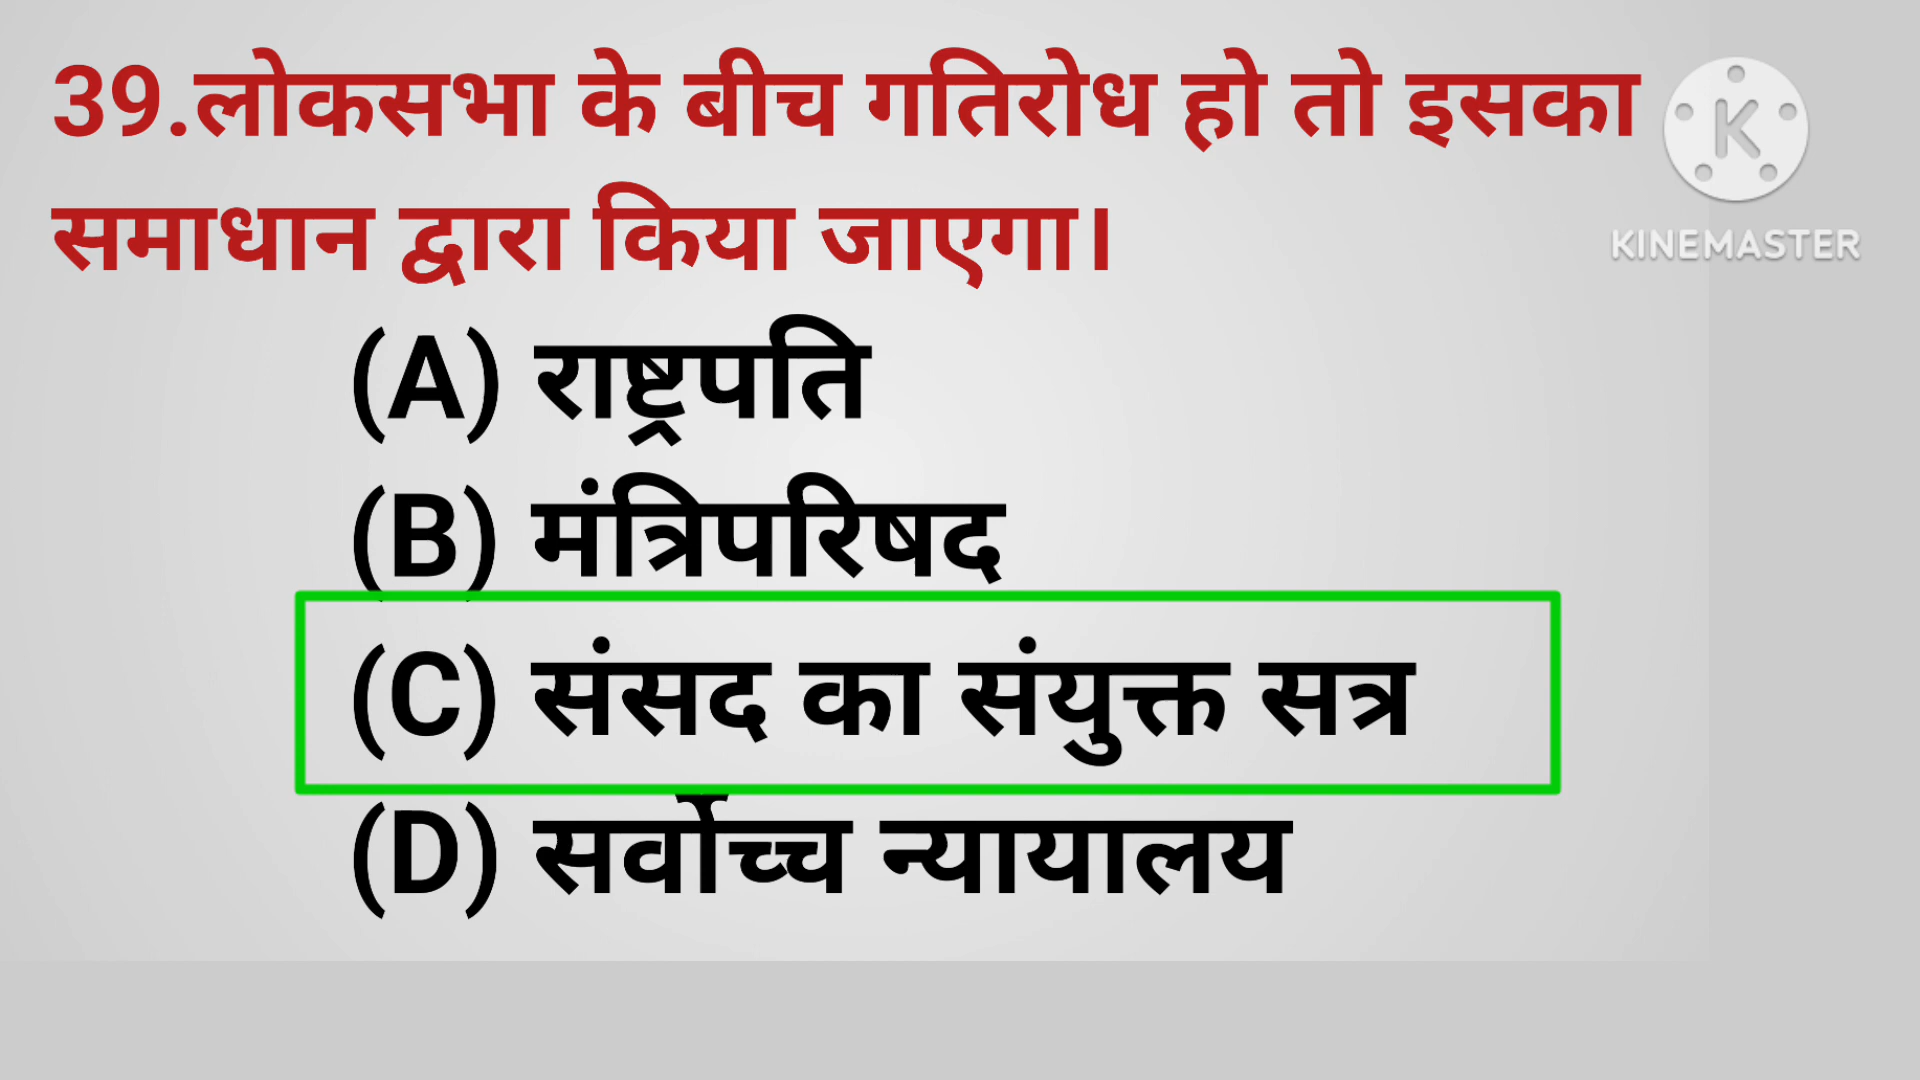 39.लोकसभा के बीच गतिरोध हो तो इसका
समाधान द्वारा किया जाएगा।
(A) राष्ट्रपति
(B) मंत्रिपरिषद
(C) संसद का संयुक्त सत्र
(D) सर्वोच्च न्यायालय
K
KINEMASTER